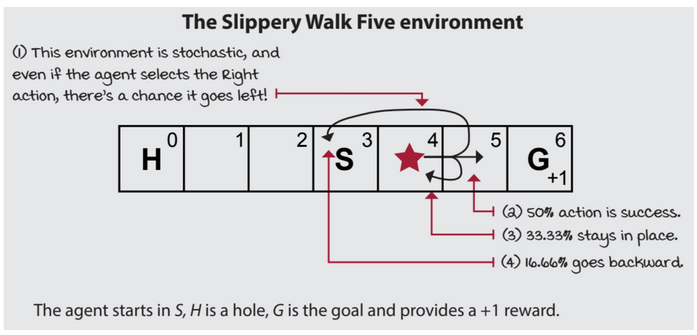 The Slippery Walk Five environment
(1) This environment is stochastic, and
even if the agent selects the Right
action, there's a chance it goes left!
H 0 1 2 S 3 4 5 G 6 +1
(2) 50% action is success.
(3) 33.33% stays in place.
(4) 16.66% goes backward.
The agent starts in S, H is a hole, G is the goal and provides a +1 reward.